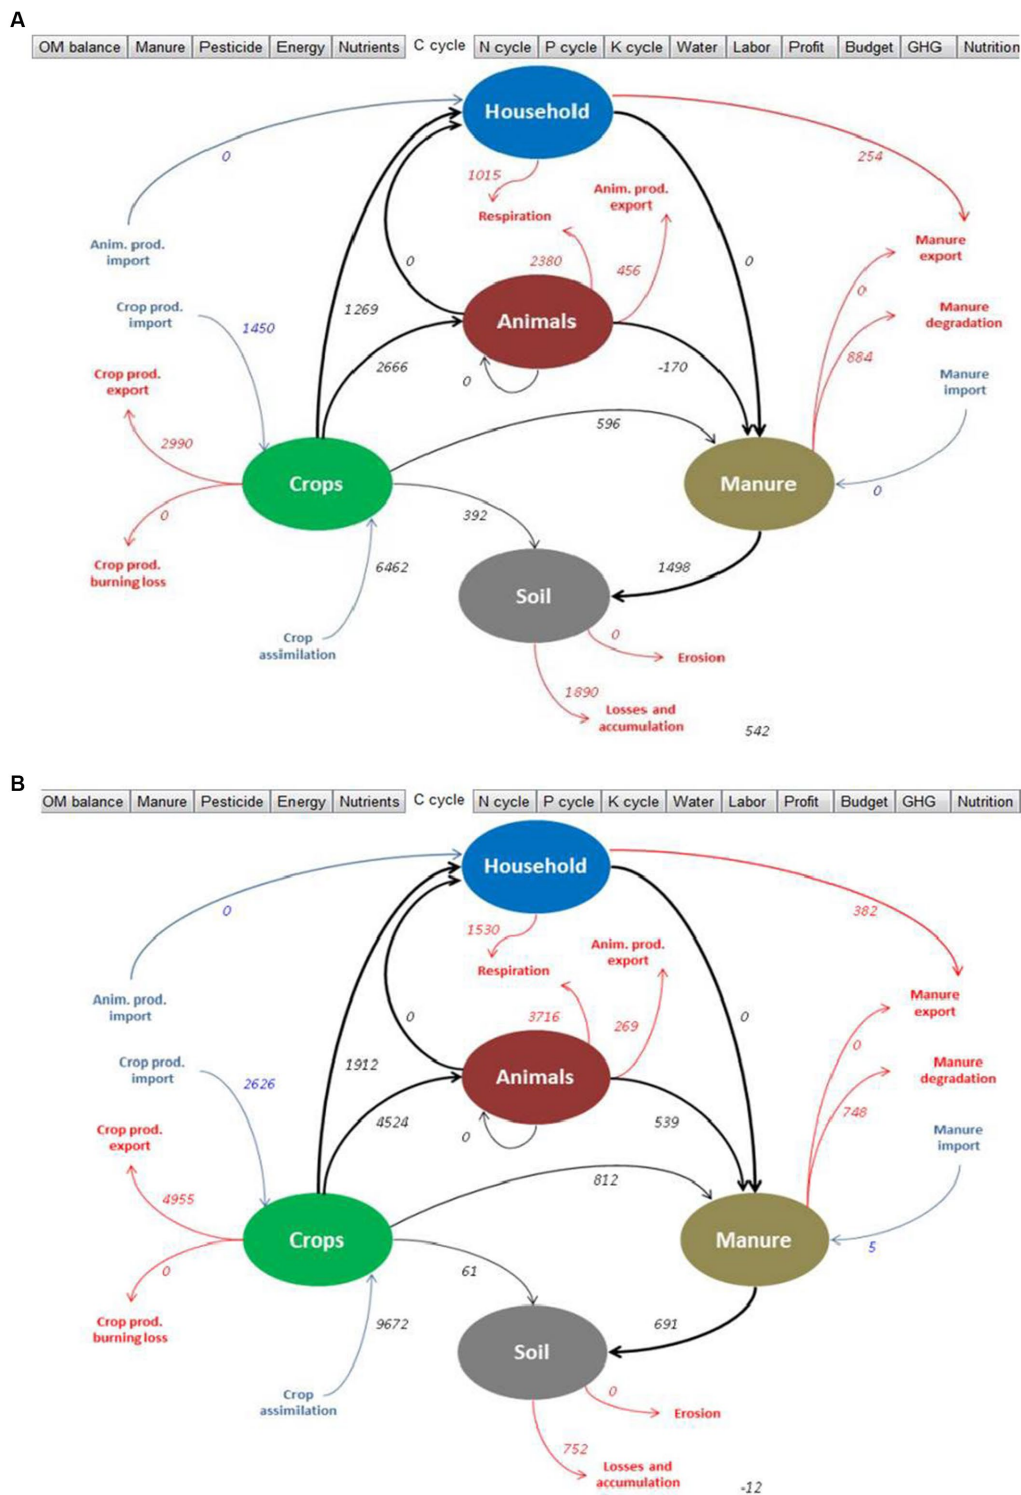 A
OM balance Manure Pesticide Energy Nutrients C cycle N cycle P cycle K cycle Water Labor Profit Budget GHG Nutrition
Household
0
254
1015
Anim. prod.
export
Respiration
Anim. prod.
import
Manure
export
0
2380
456
0
0
Crop prod.
import
1450
1269
Animals
Manure
degradation
884
Crop prod.
export
2666
0
-170
Manure
import
2990
596
Crops
Manure
0
0
392
Crop prod.
burning loss
6462
1498
Soil
Crop
assimilation
0
Erosion
1890
Losses and
accumulation
542
B
OM balance Manure Pesticide Energy Nutrients C cycle N cycle P cycle K cycle Water Labor Profit Budget GHG Nutrition
Household
0
382
1530
Anim. prod.
export
Respiration
Anim. prod.
import
Manure
export
0
3716
269
0
0
Crop prod.
import
2626
1912
Animals
Manure
degradation
748
Crop prod.
export
4524
0
539
Manure
import
4955
812
Crops
Manure
5
0
61
Crop prod.
burning loss
9672
691
Soil
Crop
assimilation
0
Erosion
752
Losses and
accumulation
-12